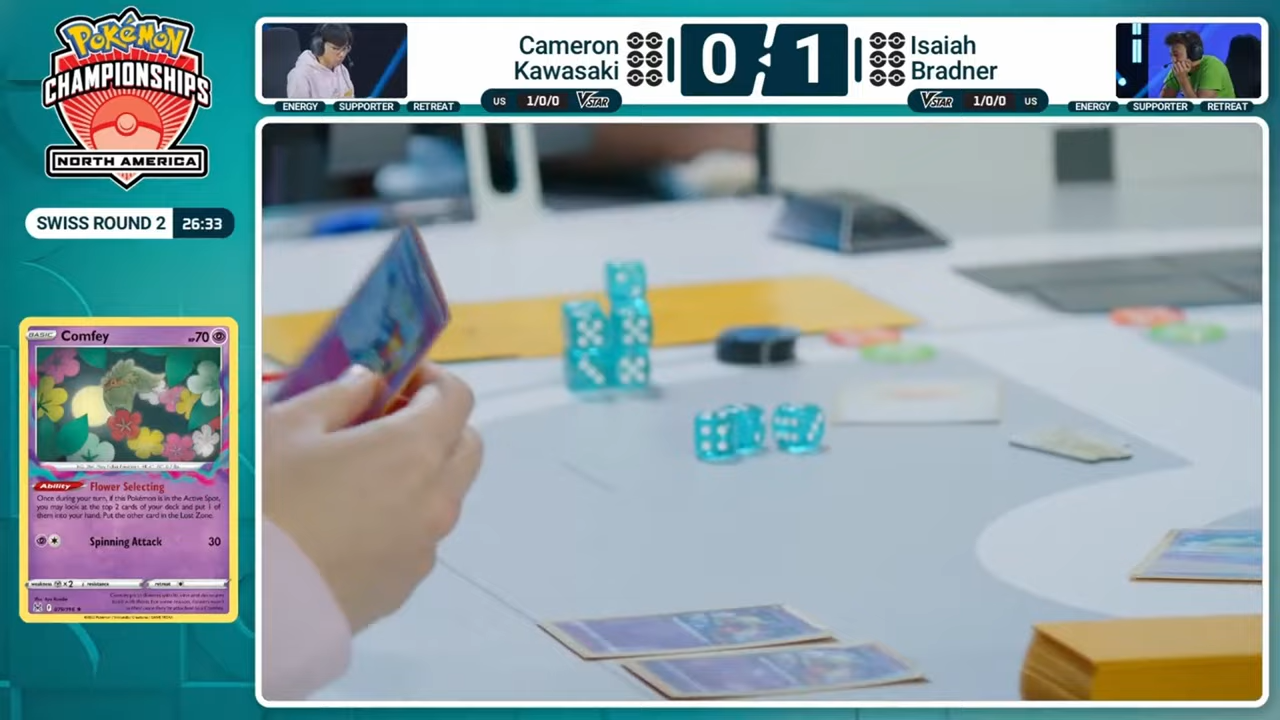 Pokémon
CHAMPIONSHIPS
NORTH AMERICA
SWISS ROUND 2 26:33
Cameron
Kawasaki
0 1
Isaiah
Bradner
ENERGY SUPPORTER RETREAT
US 1/0/0 VSTAR
VSTAR 1/0/0 US
ENERGY SUPPORTER RETREAT
BASIC Comfey HP70
Ability Flower Selecting
Once during your turn, if this Pokémon is in the Active Spot,
you may look at the top 2 cards of your deck and put 1 of
them into your hand. Put the other card in the Lost Zone.
Spinning Attack 30
weakness ×2 resistance retreat